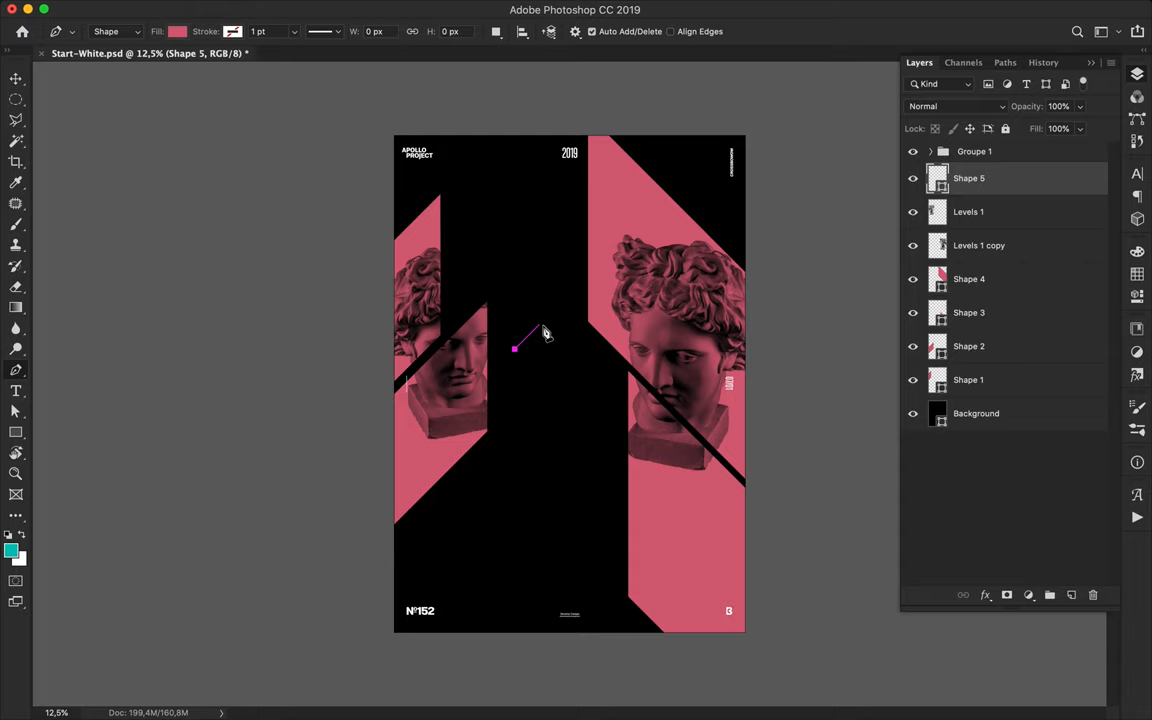 Adobe Photoshop CC 2019
Shape
Fill:
Stroke:
1 pt
W: 0 px
H: 0 px
Auto Add/Delete
Align Edges
Start-White.psd @ 12,5% (Shape 5, RGB/8) *
Layers
Channels
Paths
History
Kind
Normal
Opacity: 100%
Lock:
Fill: 100%
Groupe 1
Shape 5
Levels 1
Levels 1 copy
Shape 4
Shape 3
Shape 2
Shape 1
Background
APOLLO
PROJECT
2019
Nº152
B
12,5%
Doc: 199,4M/160,8M